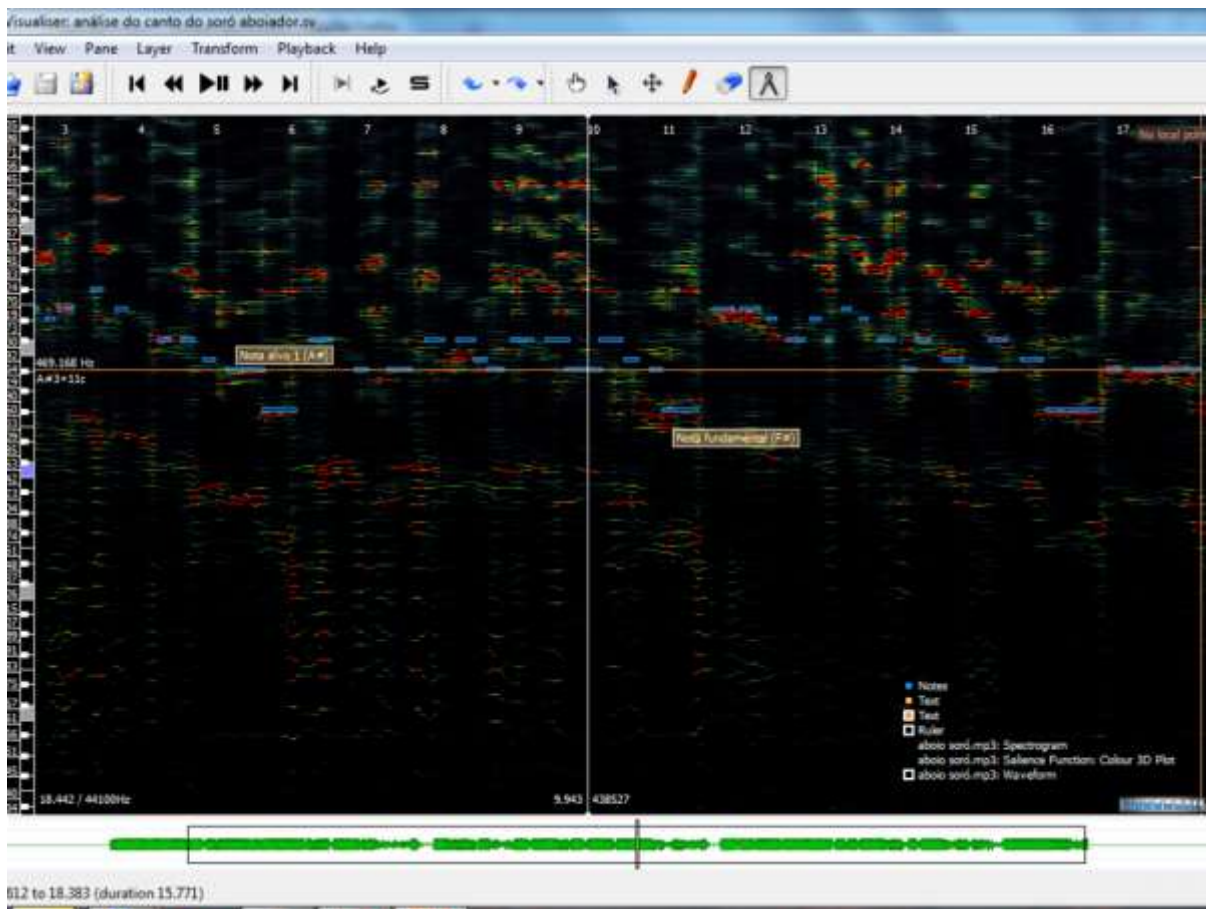 Visualiser: análise do canto do soró aboiador.sv
View Pane Layer Transform Playback Help
3 4 5 6 7 8 9 10 11 12 13 14 15 16 17
No local
Nota alvo 1 (A#)
469.168 Hz
A#3+11c
Nota fundamental (F#)
Notes
Text
Text
Ruler
aboio soró.mp3: Spectrogram
aboio soró.mp3: Salience Function: Colour 3D Plot
aboio soró.mp3: Waveform
18.442 / 44100Hz 9.943 438527
612 to 18.383 (duration 15.771)